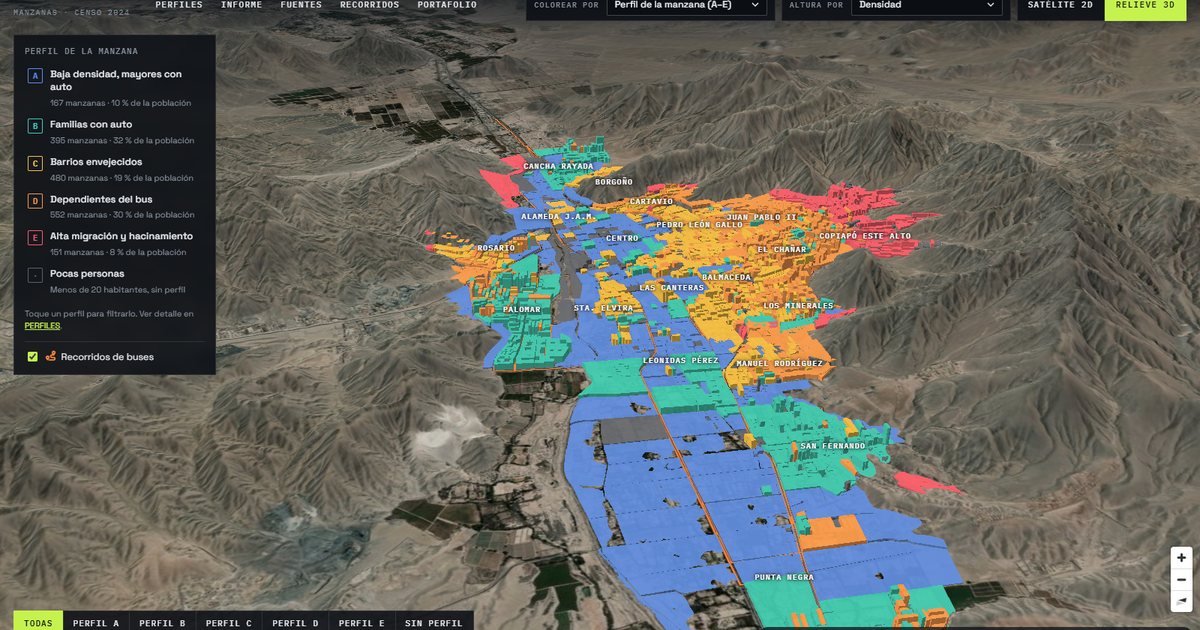 MANZANAS · CENSO 2024
PERFILES
INFORME
FUENTES
RECORRIDOS
PORTAFOLIO
COLOREAR POR
Perfil de la manzana (A–E)
ALTURA POR
Densidad
SATÉLITE 2D
RELIEVE 3D
PERFIL DE LA MANZANA
A
Baja densidad, mayores con
auto
167 manzanas · 10 % de la población
B
Familias con auto
395 manzanas · 32 % de la población
C
Barrios envejecidos
480 manzanas · 19 % de la población
D
Dependientes del bus
552 manzanas · 30 % de la población
E
Alta migración y hacinamiento
151 manzanas · 8 % de la población
Pocas personas
Menos de 20 habitantes, sin perfil
Toque un perfil para filtrarlo. Ver detalle en
PERFILES.
Recorridos de buses
CANCHA RAYADA
BORGOÑO
CARTAVIO
ALAMEDA J.A.M.
JUAN PABLO II
PEDRO LEÓN GALLO
CENTRO
COPIAPÓ ESTE ALTO
ROSARIO
EL CHAÑAR
BALMACEDA
LAS CANTERAS
PALOMAR
STA. ELVIRA
LOS MINERALES
LEONIDAS PÉREZ
MANUEL RODRÍGUEZ
SAN FERNANDO
PUNTA NEGRA
TODAS
PERFIL A
PERFIL B
PERFIL C
PERFIL D
PERFIL E
SIN PERFIL